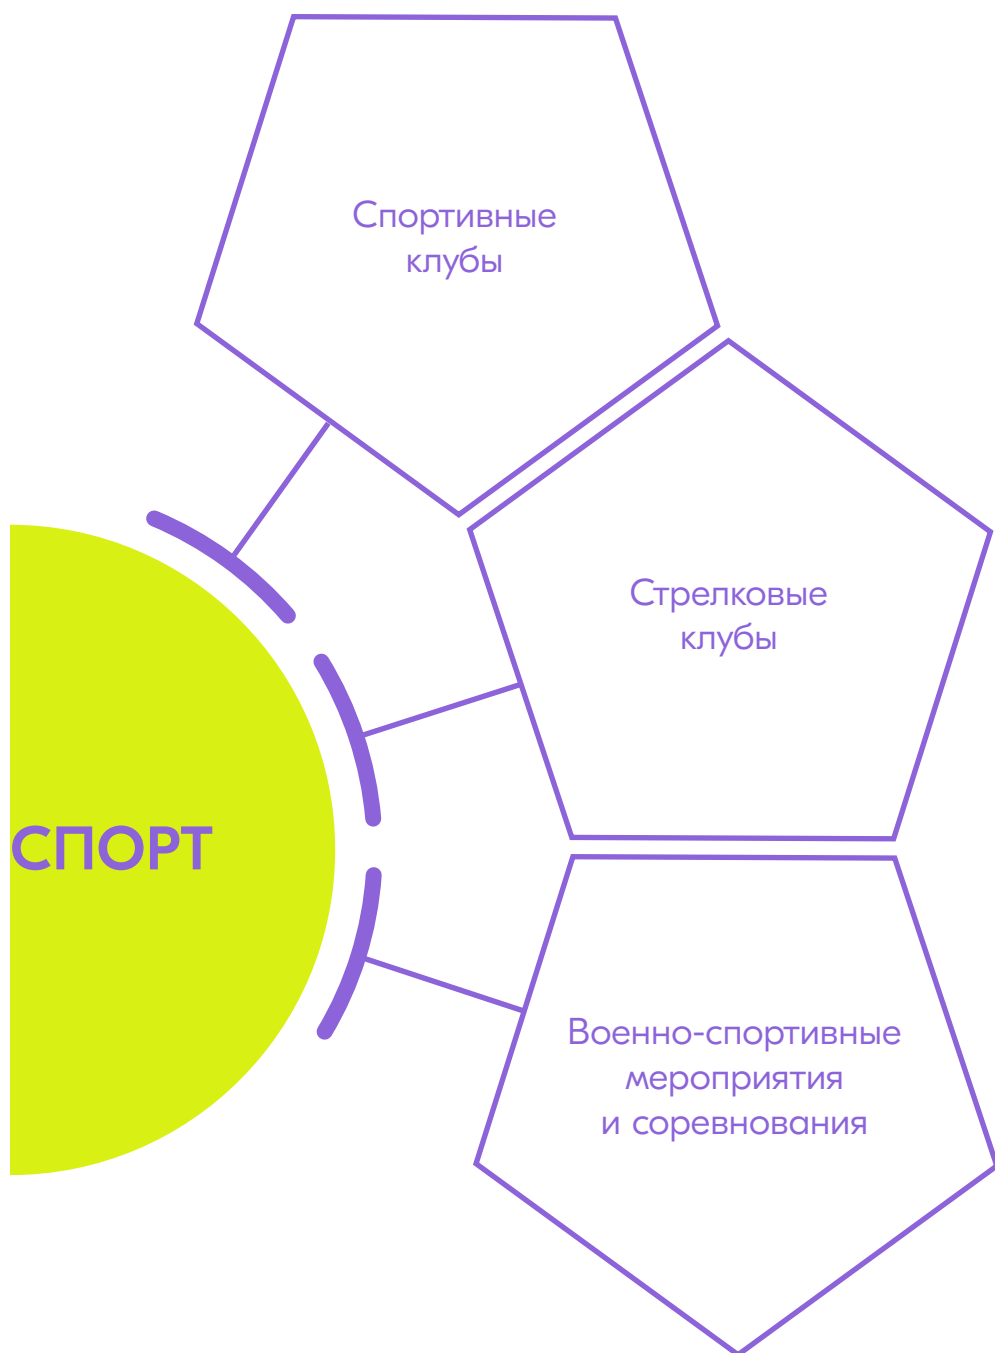 Спортивные
клубы
Стрелковые
клубы
СПОРТ
Военно-спортивные
мероприятия
и соревнования